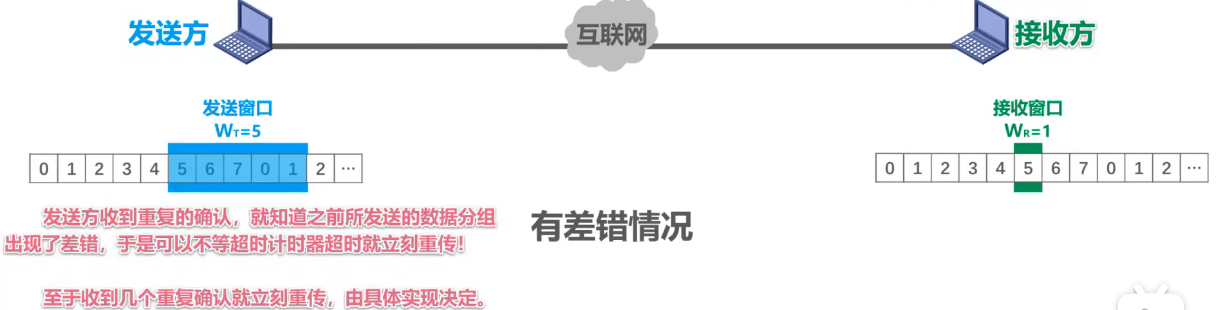 发送方
互联网
接收方
发送窗口
WT=5
接收窗口
WR=1
0 1 2 3 4 5 6 7 0 1 2 ...
0 1 2 3 4 5 6 7 0 1 2 ...
发送方收到重复的确认，就知道之前所发送的数据分组
出现了差错，于是可以不等超时计时器超时就立刻重传！
有差错情况
至于收到几个重复确认就立刻重传，由具体实现决定。